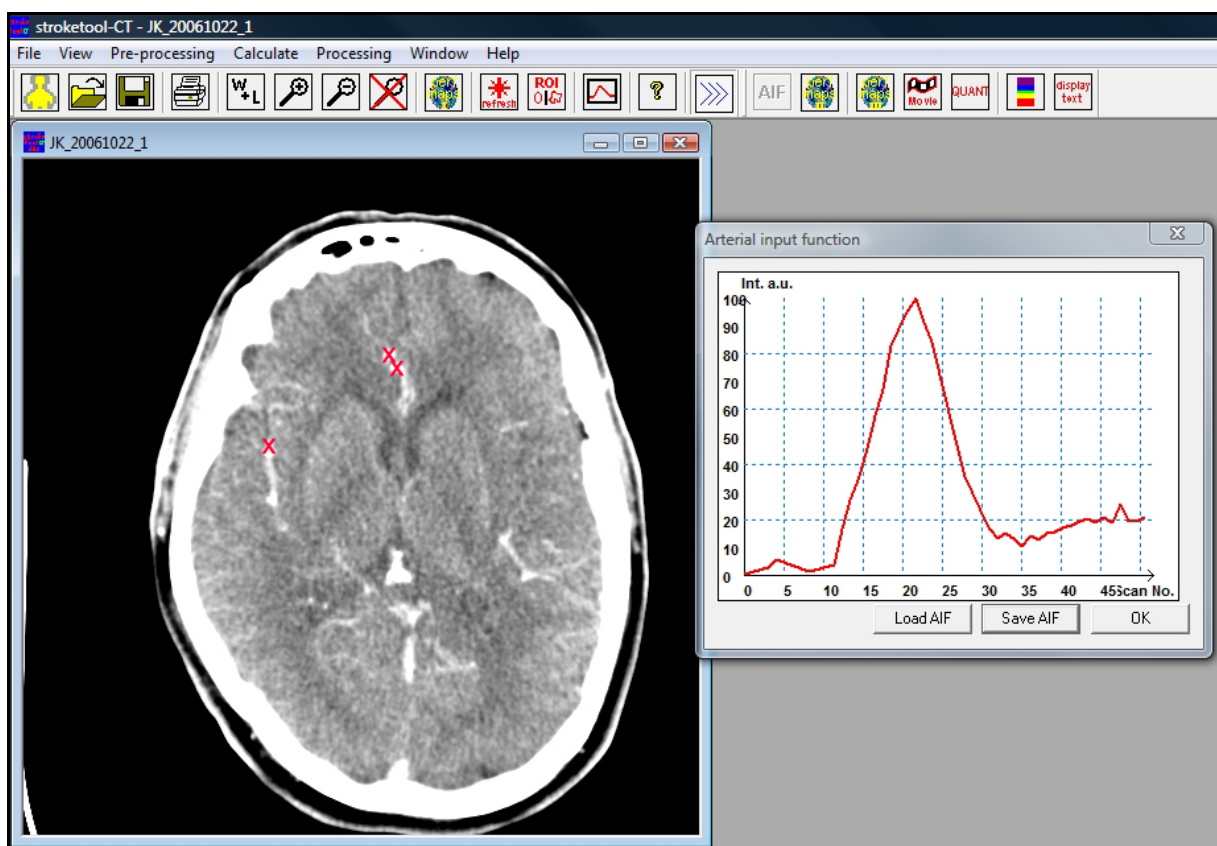 stroketool-CT - JK_20061022_1
File View Pre-processing Calculate Processing Window Help
W+L
refresh
ROI
?
AIF
Movie
QUANT
display text
JK_20061022_1
Arterial input function
Int. a.u.
100
90
80
70
60
50
40
30
20
10
0
0 5 10 15 20 25 30 35 40 45 Scan No.
Load AIF Save AIF OK